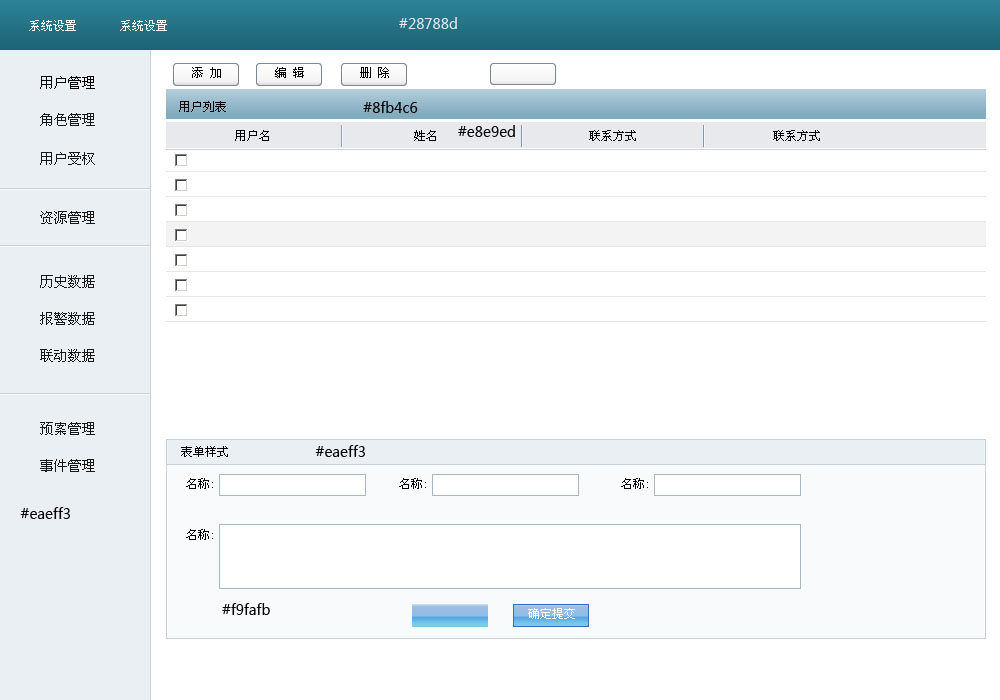 系统设置 系统设置 #28788d
用户管理
角色管理
用户受权
资源管理
历史数据
报警数据
联动数据
预案管理
事件管理
#eaeff3
添 加 编 辑 删 除
用户列表 #8fb4c6
用户名 姓名 #e8e9ed 联系方式 联系方式
表单样式 #eaeff3
名称: 名称: 名称:
名称:
#f9fafb 确定提交